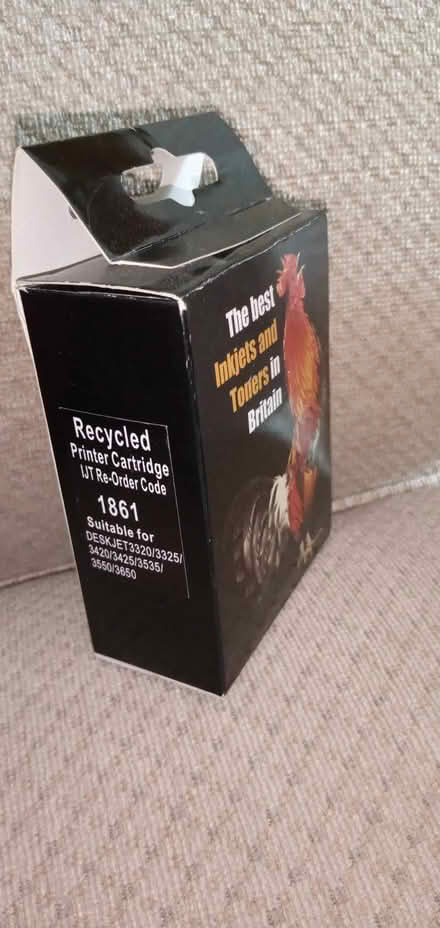 The best
Inkjets and
Toners in
Britain
Recycled
Printer Cartridge
IJT Re-Order Code
1861
Suitable for
DESKJET3320/3325/
3420/3425/3535/
3550/3650